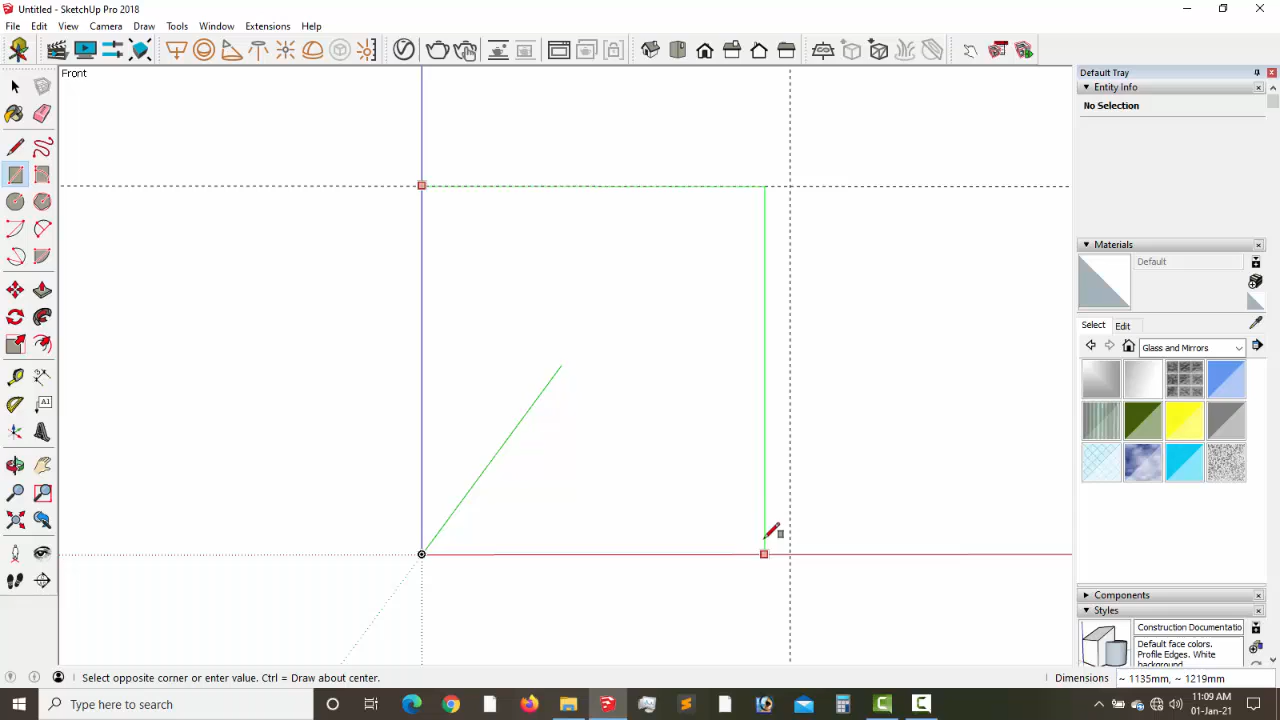 Untitled - SketchUp Pro 2018
File Edit View Camera Draw Tools Window Extensions Help
Front
Default Tray
Entity Info
No Selection
Materials
Default
Select Edit
Glass and Mirrors
A1
Components
Styles
Construction Documentatio
Default face colors.
Profile Edges. White
background.
Select opposite corner or enter value. Ctrl = Draw about center.
Dimensions ~ 1135mm, ~ 1219mm
Type here to search
11:09 AM
01-Jan-21